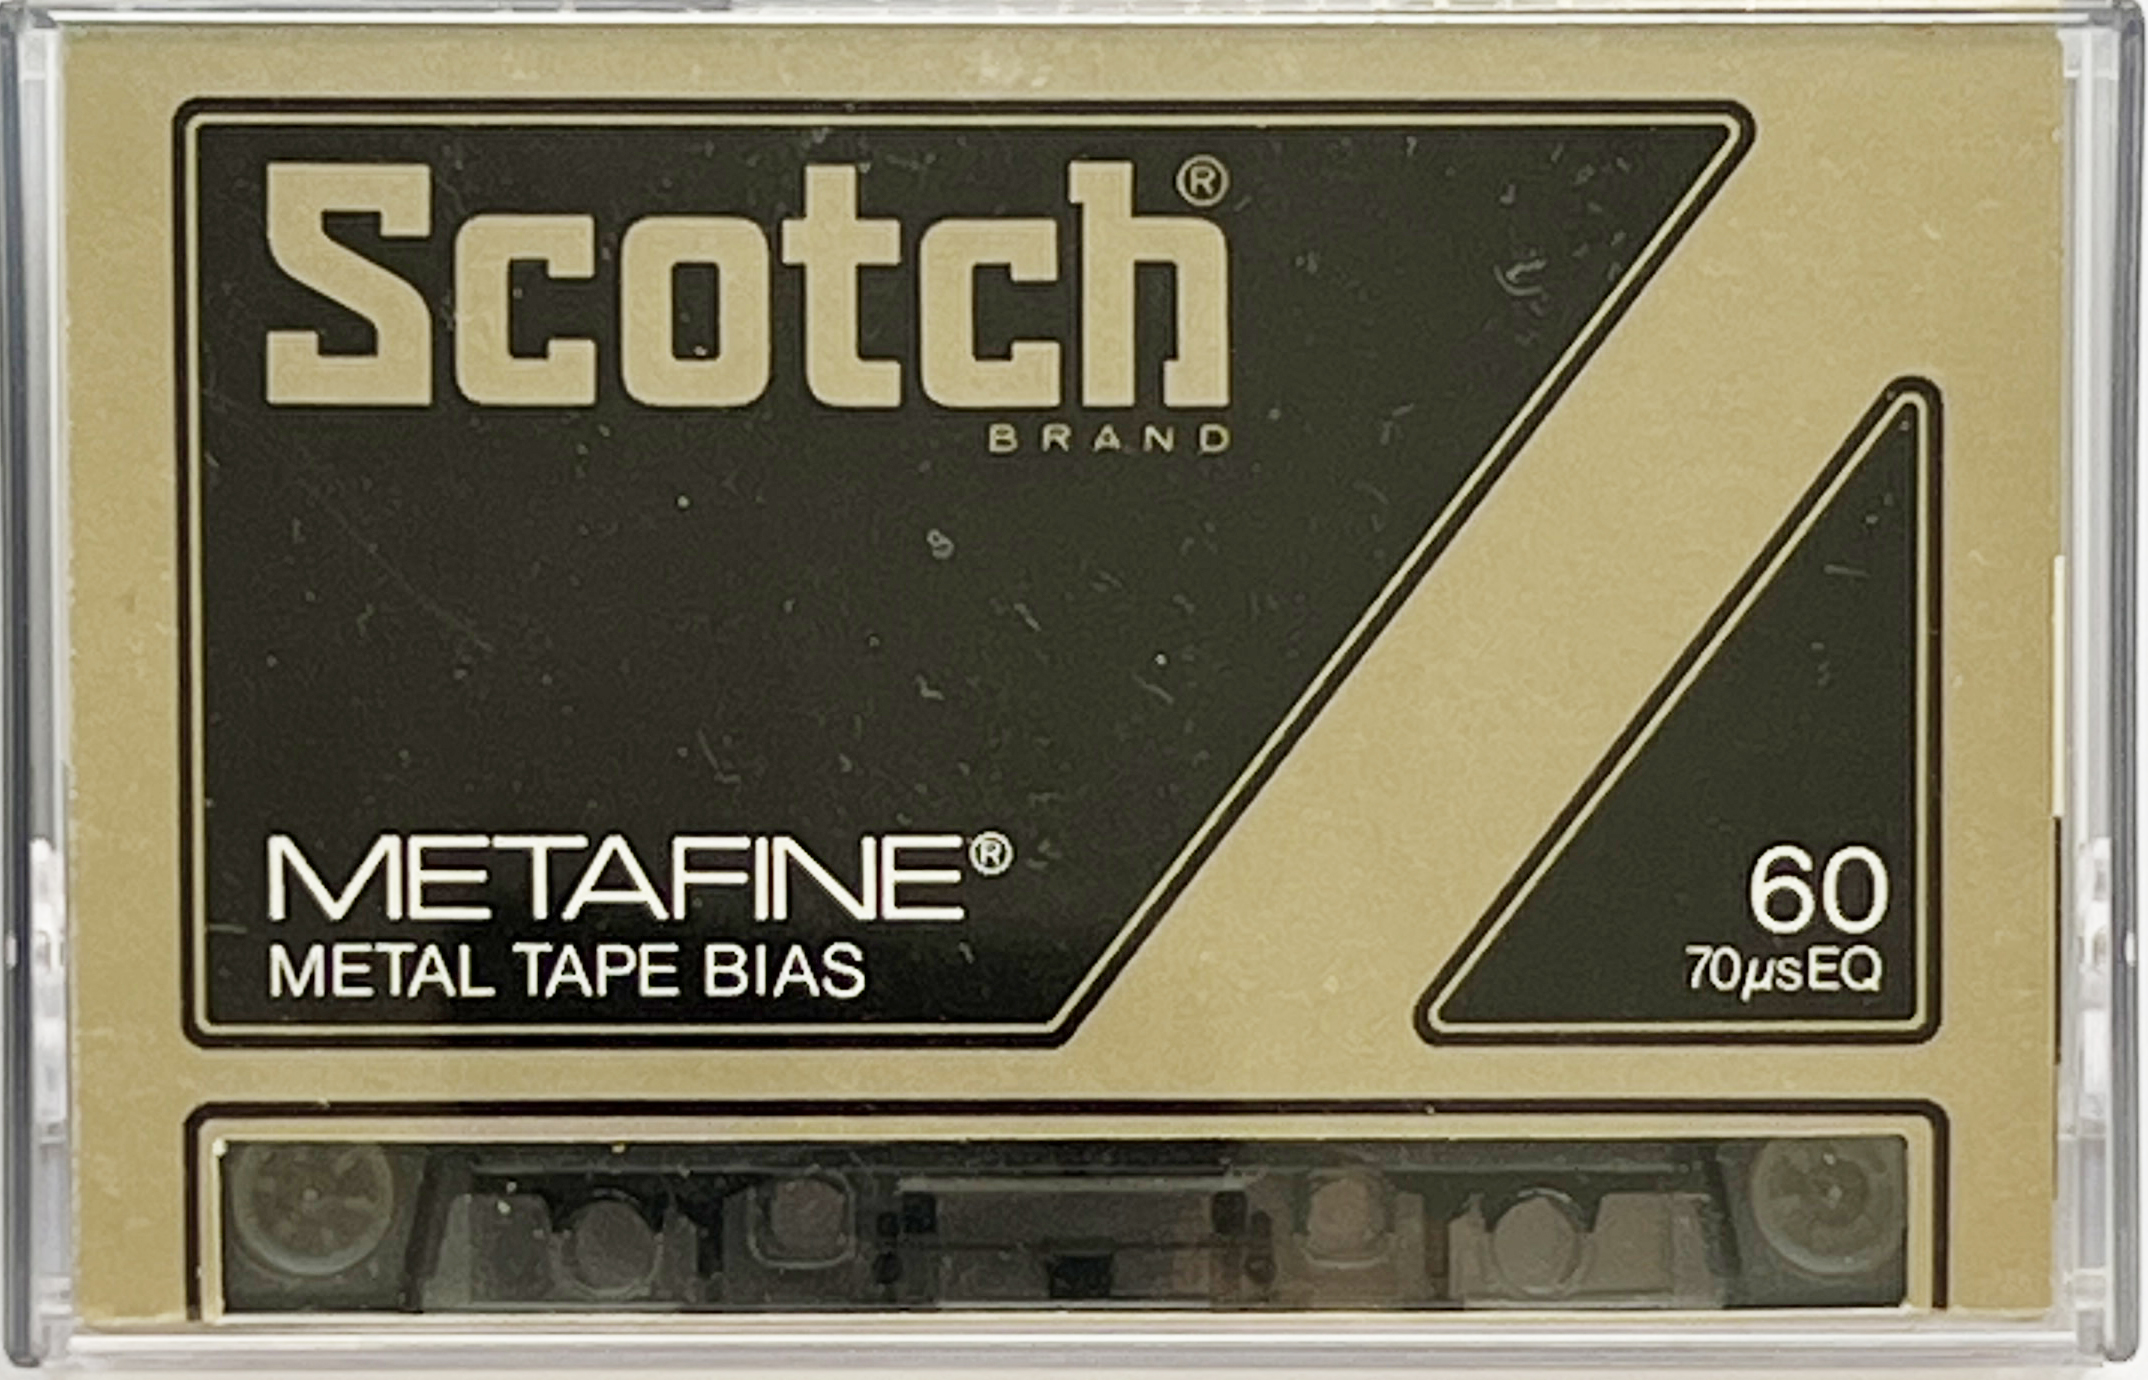 Scotch®
BRAND
METAFINE®
METAL TAPE BIAS
60
70µsEQ